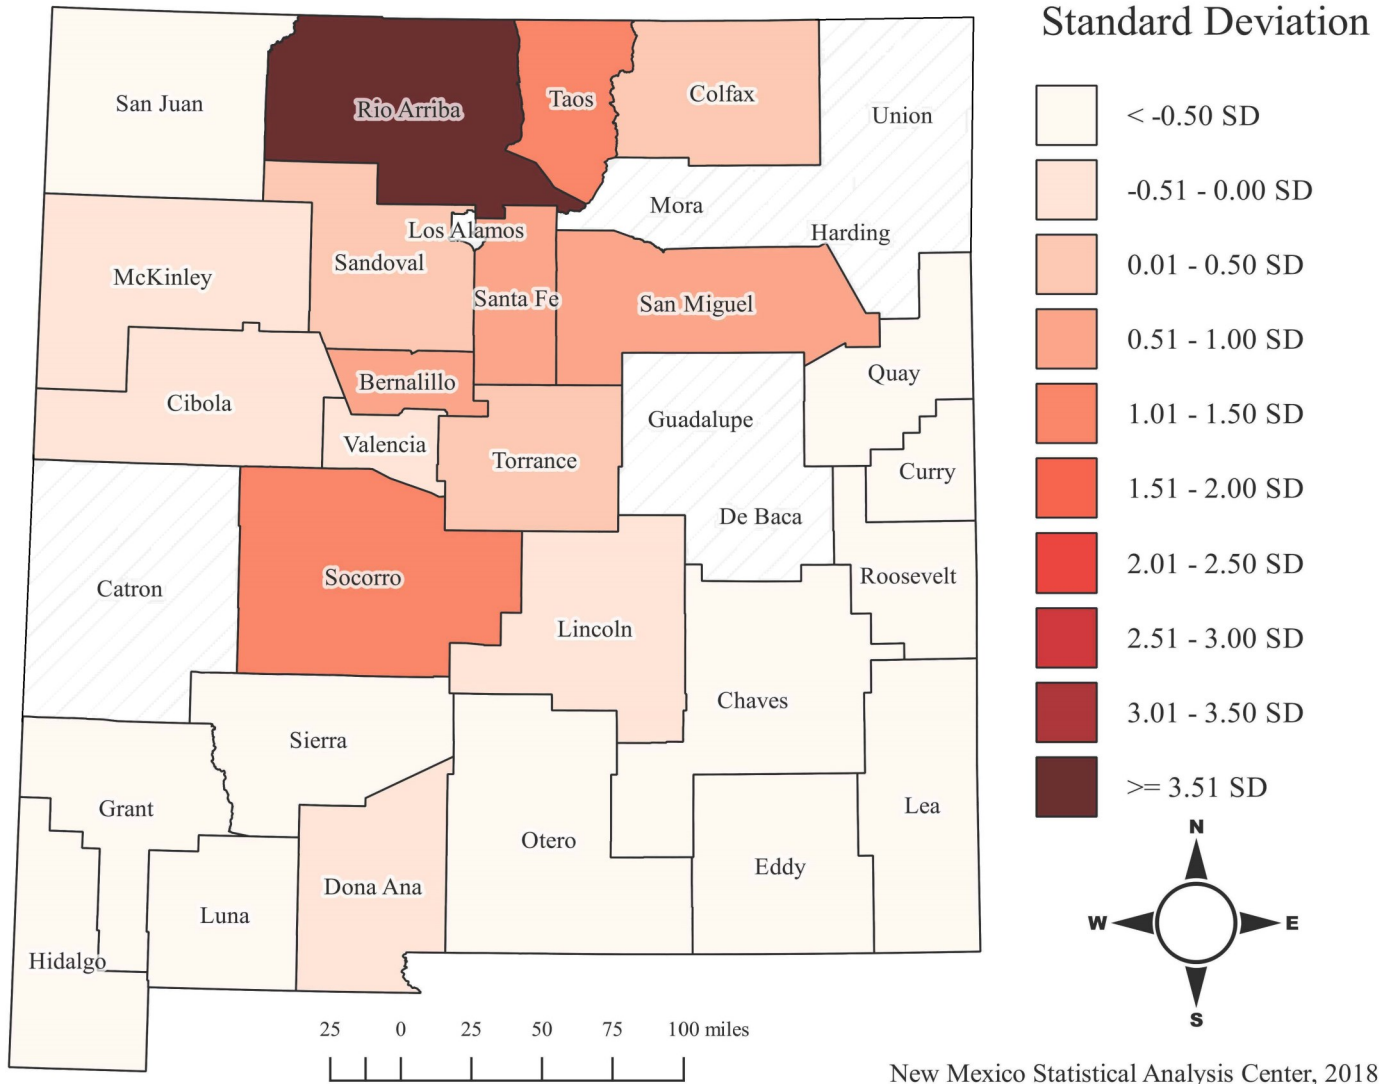 Standard Deviation
< -0.50 SD
-0.51 - 0.00 SD
0.01 - 0.50 SD
0.51 - 1.00 SD
1.01 - 1.50 SD
1.51 - 2.00 SD
2.01 - 2.50 SD
2.51 - 3.00 SD
3.01 - 3.50 SD
>= 3.51 SD
San Juan
Rio Arriba
Taos
Colfax
Union
Mora
Harding
Los Alamos
McKinley
Sandoval
Santa Fe
San Miguel
Quay
Bernalillo
Cibola
Valencia
Torrance
Guadalupe
Curry
De Baca
Catron
Socorro
Roosevelt
Lincoln
Chaves
Sierra
Grant
Otero
Lea
Eddy
Dona Ana
Luna
Hidalgo
N
W
E
S
25 0 25 50 75 100 miles
New Mexico Statistical Analysis Center, 2018